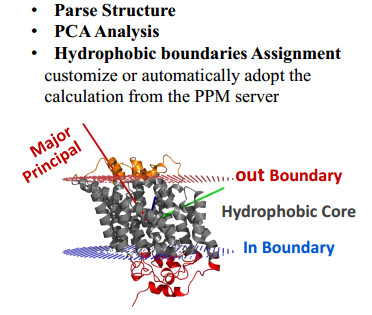 • Parse Structure
• PCA Analysis
• Hydrophobic boundaries Assignment
customize or automatically adopt the
calculation from the PPM server
Major
Principal
out Boundary
Hydrophobic Core
In Boundary